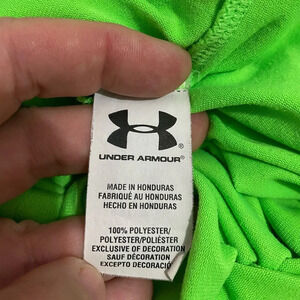 UNDER ARMOUR
MADE IN HONDURAS
FABRIQUÉ AU HONDURAS
HECHO EN HONDURAS
100% POLYESTER/
POLYESTER/POLIÉSTER
EXCLUSIVE OF DECORATION
SAUF DÉCORATION
EXCEPTO DECORACIÓ